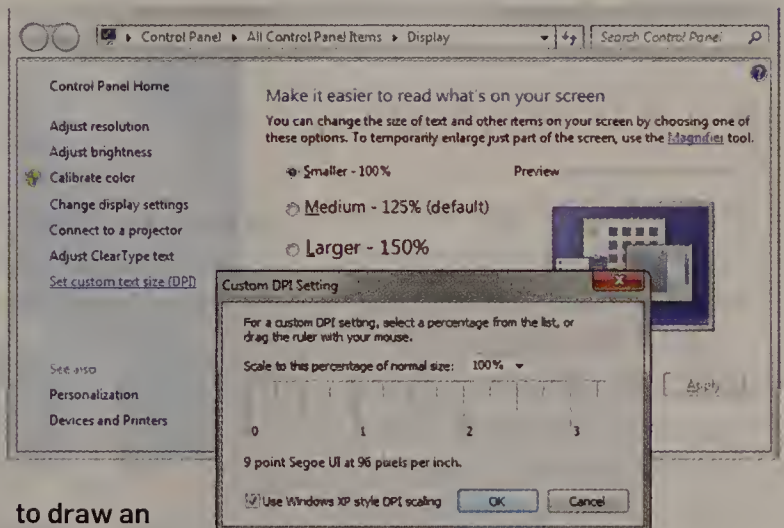 Control Panel ▸ All Control Panel Items ▸ Display
Search Control Panel
Control Panel Home
Adjust resolution
Adjust brightness
Calibrate color
Change display settings
Connect to a projector
Adjust ClearType text
Set custom text size (DPI)
See also
Personalization
Devices and Printers
Make it easier to read what's on your screen
You can change the size of text and other items on your screen by choosing one of
these options. To temporarily enlarge just part of the screen, use the Magnifier tool.
Smaller - 100%
Preview
Medium - 125% (default)
Larger - 150%
Apply
Custom DPI Setting
For a custom DPI setting, select a percentage from the list, or
drag the ruler with your mouse.
Scale to this percentage of normal size: 100%
0 1 2 3
9 point Segoe UI at 96 pixels per inch.
Use Windows XP style DPI scaling
OK Cancel
to draw an